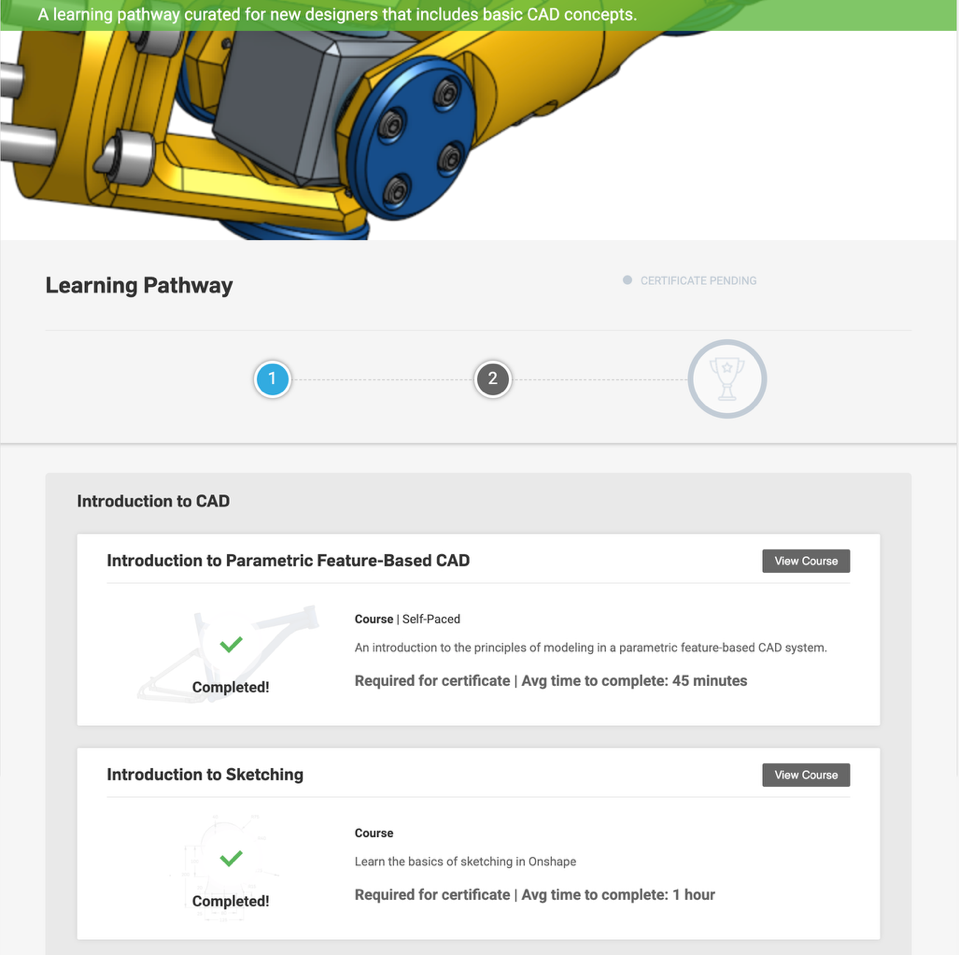 A learning pathway curated for new designers that includes basic CAD concepts.
Learning Pathway
CERTIFICATE PENDING
1
2
Introduction to CAD
Introduction to Parametric Feature-Based CAD
View Course
Course | Self-Paced
An introduction to the principles of modeling in a parametric feature-based CAD system.
Completed!
Required for certificate | Avg time to complete: 45 minutes
Introduction to Sketching
View Course
Course
Learn the basics of sketching in Onshape
Completed!
Required for certificate | Avg time to complete: 1 hour